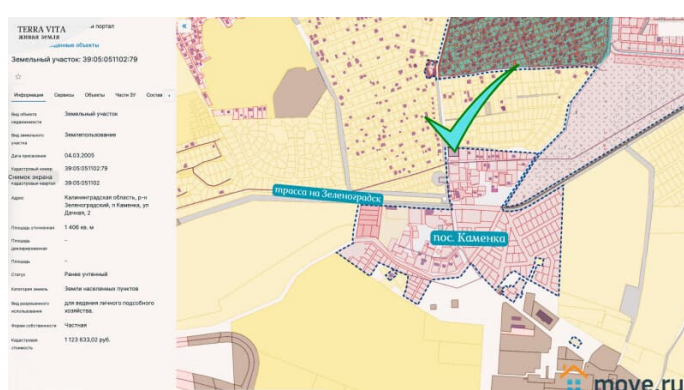 TERRA VITA
ЖИВАЯ ЗЕМЛЯ
й портал
денные объекты
Земельный участок: 39:05:051102:79
Информация Сервисы Объекты Части ЗУ Состав
Вид объекта недвижимости
Земельный участок
Вид земельного участка
Землепользование
Дата присвоения
04.03.2005
Кадастровый номер
39:05:051102:79
Снимок экрана
кадастровый квартал
39:05:051102
Адрес
Калининградская область, р-н
Зеленоградский, п Каменка, ул
Дачная, 2
Площадь уточненная
1 406 кв. м
Площадь
декларированная
-
Площадь
-
Статус
Ранее учтенный
Категория земель
Земли населенных пунктов
Вид разрешенного
использования
для ведения личного подсобного
хозяйства.
Форма собственности
Частная
Кадастровая
стоимость
1 123 633,02 руб.
трасса на Зеленоградск
пос. Каменка
move.ru